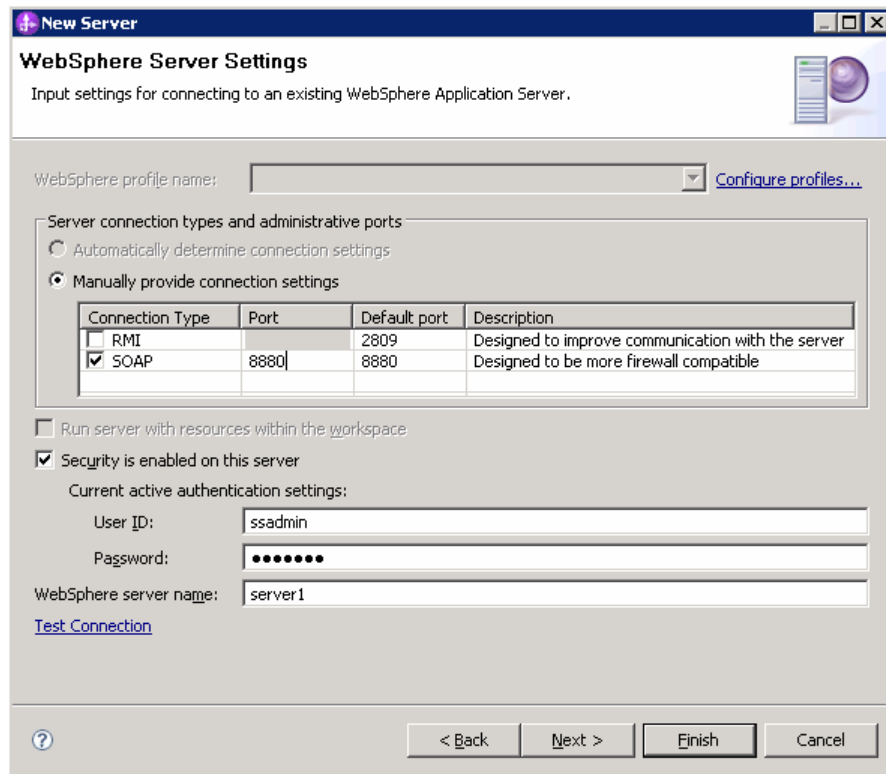 New Server
WebSphere Server Settings
Input settings for connecting to an existing WebSphere Application Server.
WebSphere profile name: Configure profiles...
Server connection types and administrative ports
Automatically determine connection settings
Manually provide connection settings
Connection Type Port Default port Description
RMI 2809 Designed to improve communication with the server
SOAP 8880 8880 Designed to be more firewall compatible
Run server with resources within the workspace
Security is enabled on this server
Current active authentication settings:
User ID: ssadmin
Password: ●●●●●●●
WebSphere server name: server1
Test Connection
? < Back Next > Finish Cancel